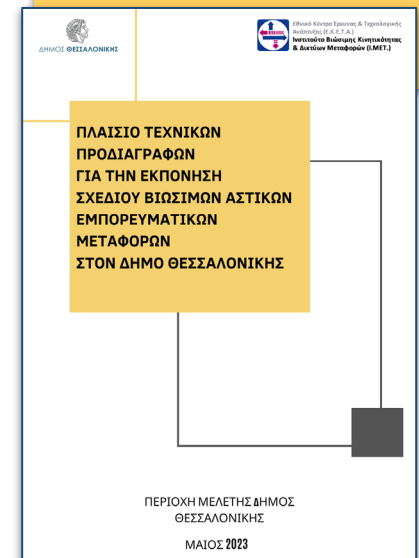 ΔΗΜΟΣ ΘΕΣΣΑΛΟΝΙΚΗΣ
Εθνικό Κέντρο Έρευνας & Τεχνολογικής
Ανάπτυξης (Ε.Κ.Ε.Τ.Α.)
Ινστιτούτο Βιώσιμης Κινητικότητας
& Δικτύων Μεταφορών (Ι.ΜΕΤ.)
ΠΛΑΙΣΙΟ ΤΕΧΝΙΚΩΝ
ΠΡΟΔΙΑΓΡΑΦΩΝ
ΓΙΑ ΤΗΝ ΕΚΠΟΝΗΣΗ
ΣΧΕΔΙΟΥ ΒΙΩΣΙΜΩΝ ΑΣΤΙΚΩΝ
ΕΜΠΟΡΕΥΜΑΤΙΚΩΝ
ΜΕΤΑΦΟΡΩΝ
ΣΤΟΝ ΔΗΜΟ ΘΕΣΣΑΛΟΝΙΚΗΣ
ΠΕΡΙΟΧΗ ΜΕΛΕΤΗΣ ΔΗΜΟΣ
ΘΕΣΣΑΛΟΝΙΚΗΣ
ΜΑΙΟΣ 2023